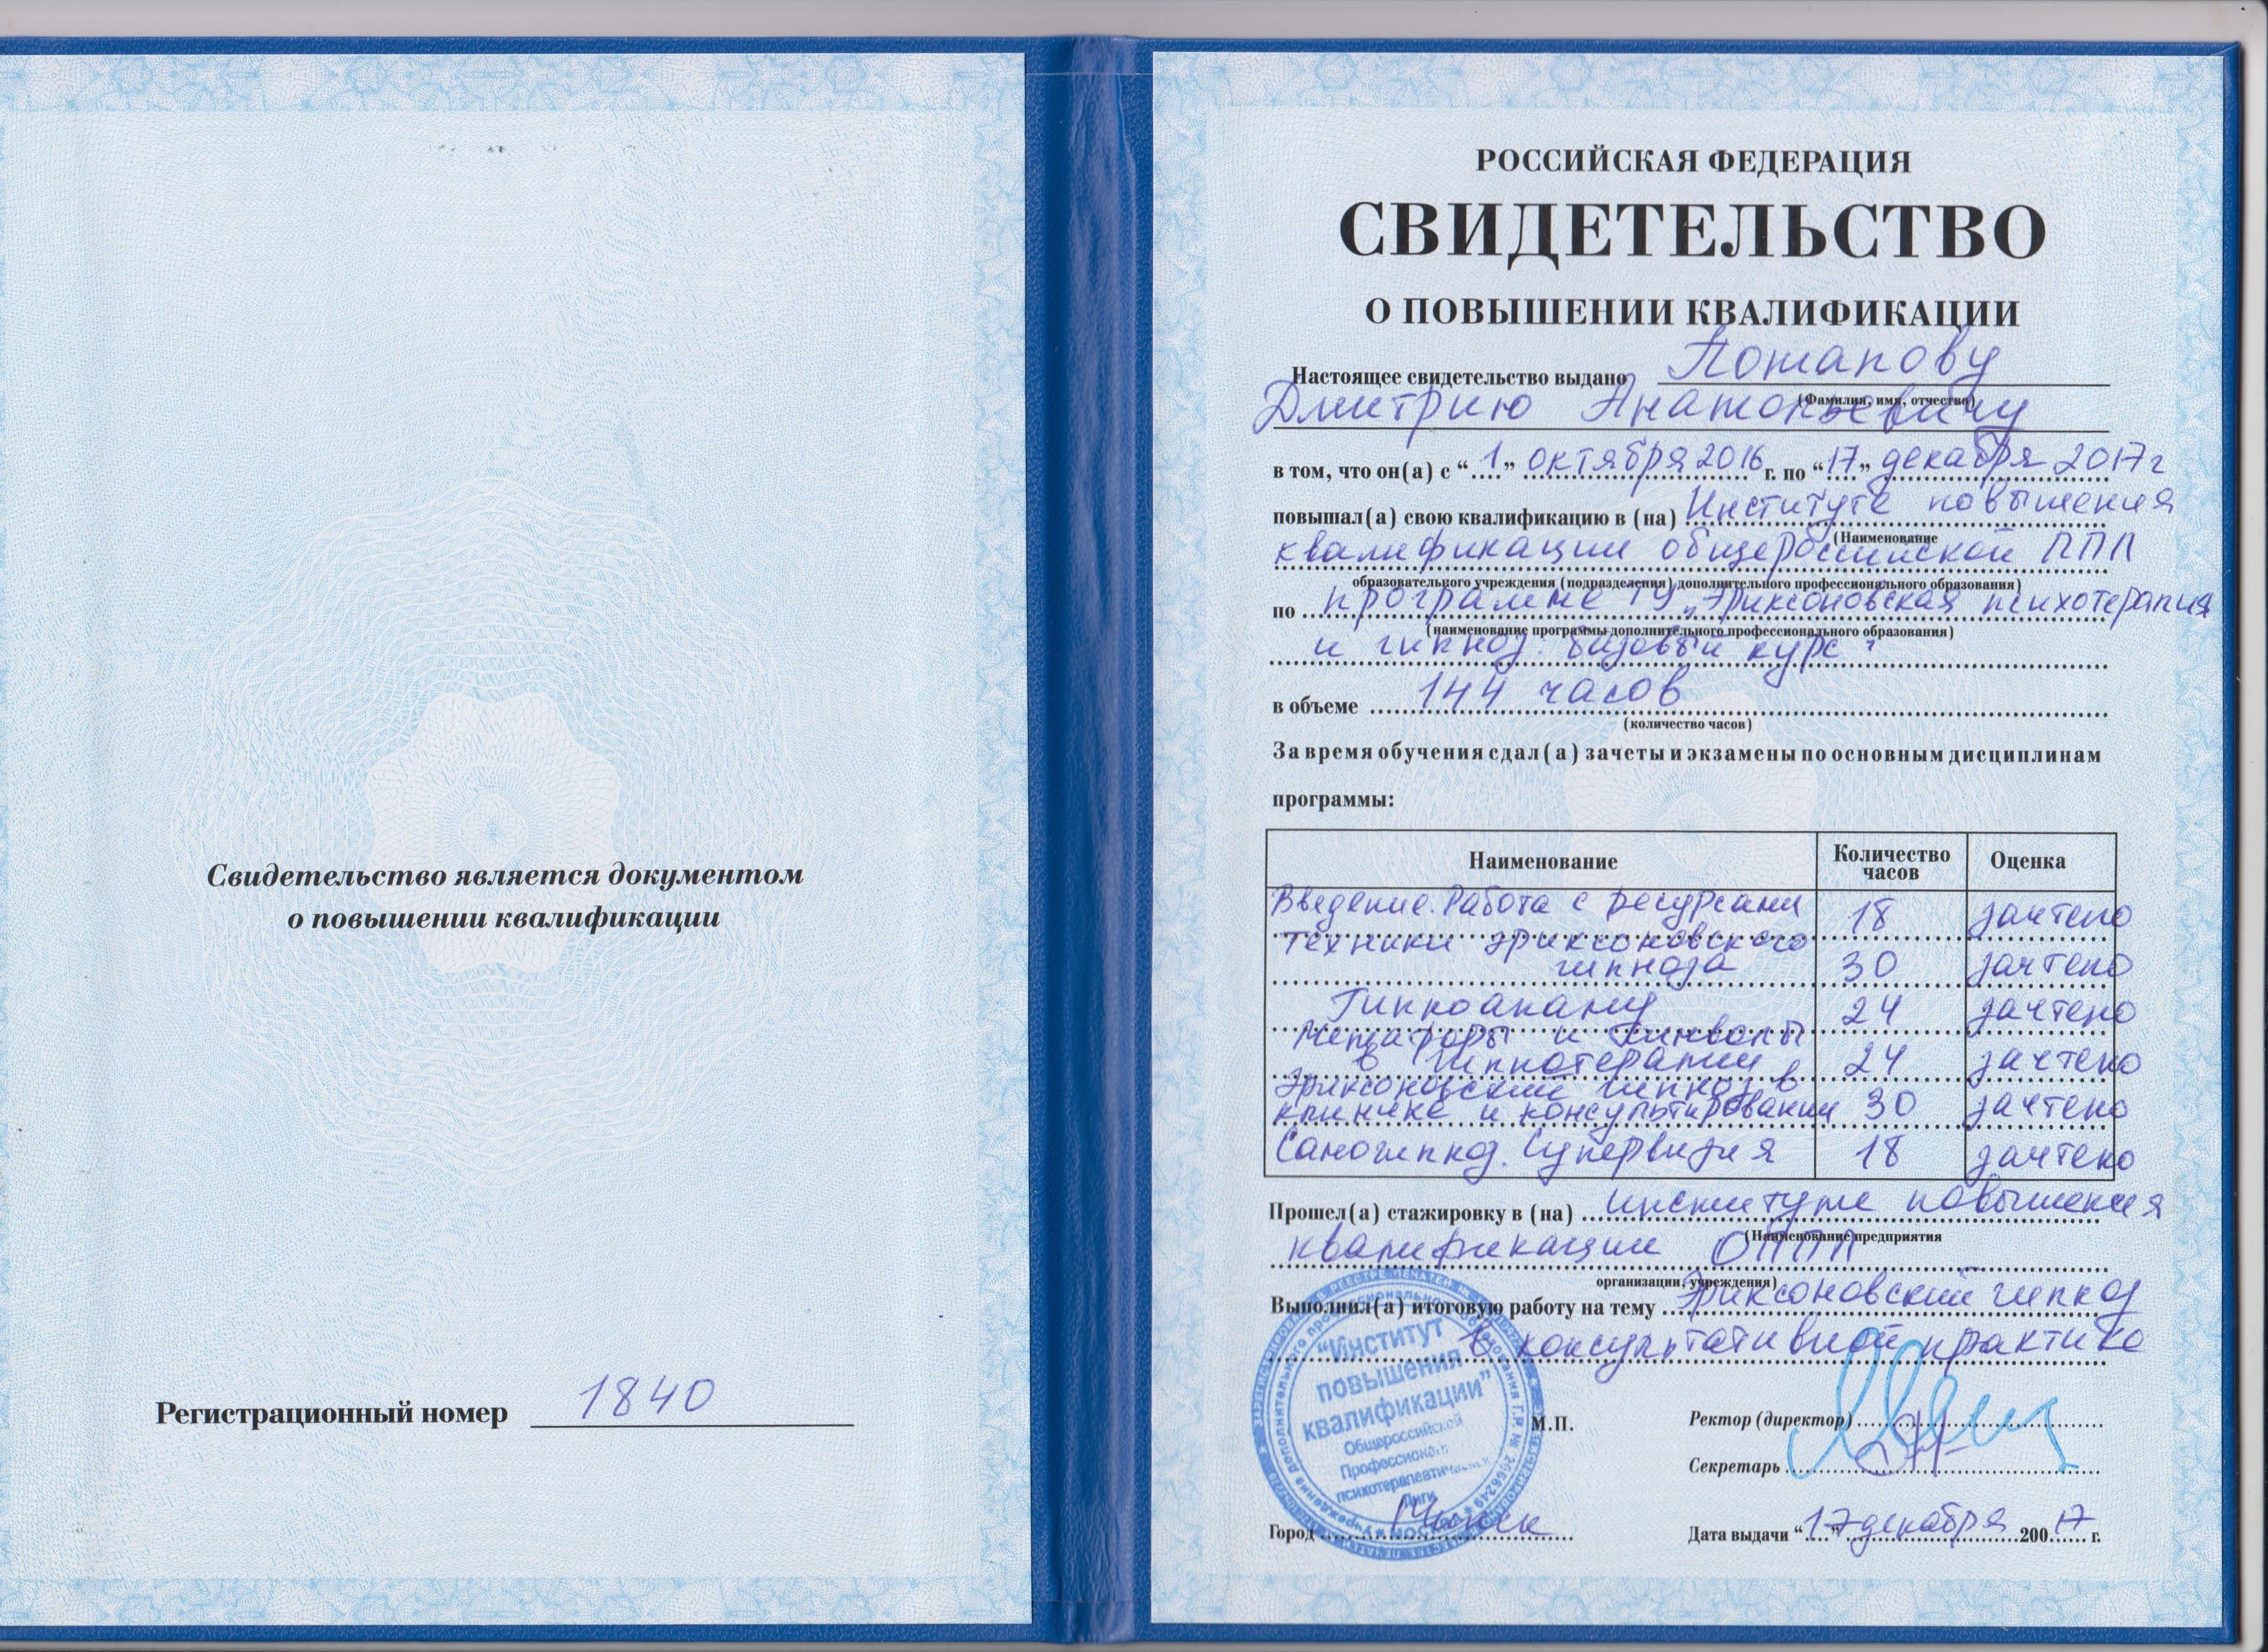 Свидетельство является документом
о повышении квалификации
Регистрационный номер 1840
РОССИЙСКАЯ ФЕДЕРАЦИЯ
СВИДЕТЕЛЬСТВО
О ПОВЫШЕНИИ КВАЛИФИКАЦИИ
Настоящее свидетельство выдано Потапову
(Фамилия, имя, отчество)
Дмитрию Анатольевичу
в том, что он(а) с “1” октября 2016 г. по “17” декабря 2017 г
повышал(а) свою квалификацию в (на) Институте повышения
(Наименование
квалификации общероссийской ППЛ
образовательного учреждения (подразделения) дополнительного профессионального образования)
по программе ТУ „Эриксоновская психотерапия
(наименование программы дополнительного профессионального образования)
и гипноз. Базовый курс"
в объеме 144 часов
(количество часов)
За время обучения сдал(а) зачеты и экзамены по основным дисциплинам
программы:
Наименование Количество часов Оценка
Введение. Работа с ресурсами 18 зачтено
Техники эриксоновского
гипноза 30 зачтено
Гипноанализ 24 зачтено
Метафоры и символы
в гипнотерапии 24 зачтено
Эриксоновский гипноз в
клинике и консультировании 30 зачтено
Самогипноз. Супервизия 18 зачтено
Прошел(а) стажировку в (на) институте повышения
(Наименование предприятия
квалификации ОППЛ
организации, учреждения)
Выполнил(а) итоговую работу на тему Эриксоновский гипноз
в консультативной практике
“Институт
повышения
квалификации”
Общероссийской
Профессиональной
психотерапевтической
Лиги
М.П.
Ректор (директор)
Секретарь
Город Минск
Дата выдачи “17” декабря 200 17 г.